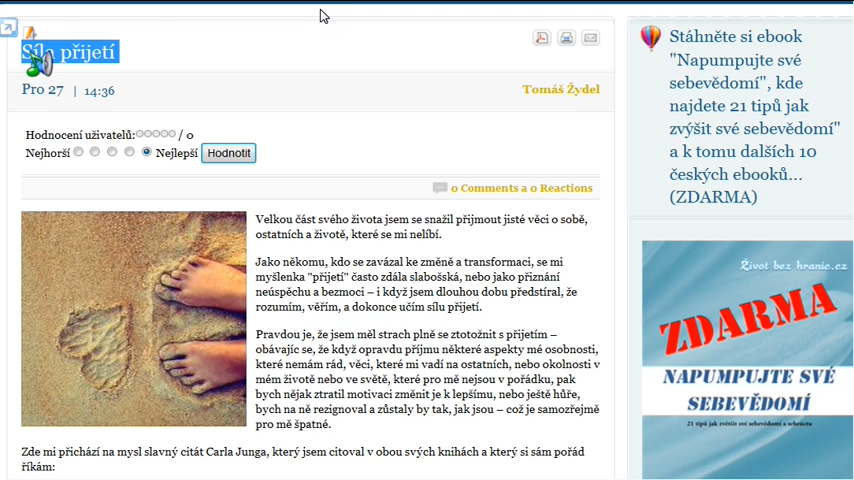 Síla přijetí
Pro 27 | 14:36
Tomáš Žydel
Hodnocení uživatelů: / 0
Nejhorší Nejlepší Hodnotit
0 Comments a 0 Reactions
Velkou část svého života jsem se snažil přijmout jisté věci o sobě,
ostatních a životě, které se mi nelíbí.
Jako někomu, kdo se zavázal ke změně a transformaci, se mi
myšlenka "přijetí" často zdála slabošská, nebo jako přiznání
neúspěchu a bezmoci – i když jsem dlouhou dobu předstíral, že
rozumím, věřím, a dokonce učím sílu přijetí.
Pravdou je, že jsem měl strach plně se ztotožnit s přijetím –
obávajíc se, že když opravdu příjmu některé aspekty mé osobnosti,
které nemám rád, věci, které mi vadí na ostatních, nebo okolnosti v
mém životě nebo ve světě, které pro mě nejsou v pořádku, pak
bych nějak ztratil motivaci změnit je k lepšímu, nebo ještě hůře,
bych na ně rezignoval a zůstaly by tak, jak jsou – což je samozřejmě
pro mě špatné.
Zde mi přichází na mysl slavný citát Carla Junga, který jsem citoval v obou svých knihách a který si sám pořád
říkám:
Stáhněte si ebook
"Napumpujte své
sebevědomí", kde
najdete 21 tipů jak
zvýšit své sebevědomí"
a k tomu dalších 10
českých ebooků...
(ZDARMA)
Život bez hranic.cz
ZDARMA
NAPUMPUJTE SVÉ
SEBEVĚDOMÍ
21 tipů jak zvýšit své sebevědomí a sebeúctu